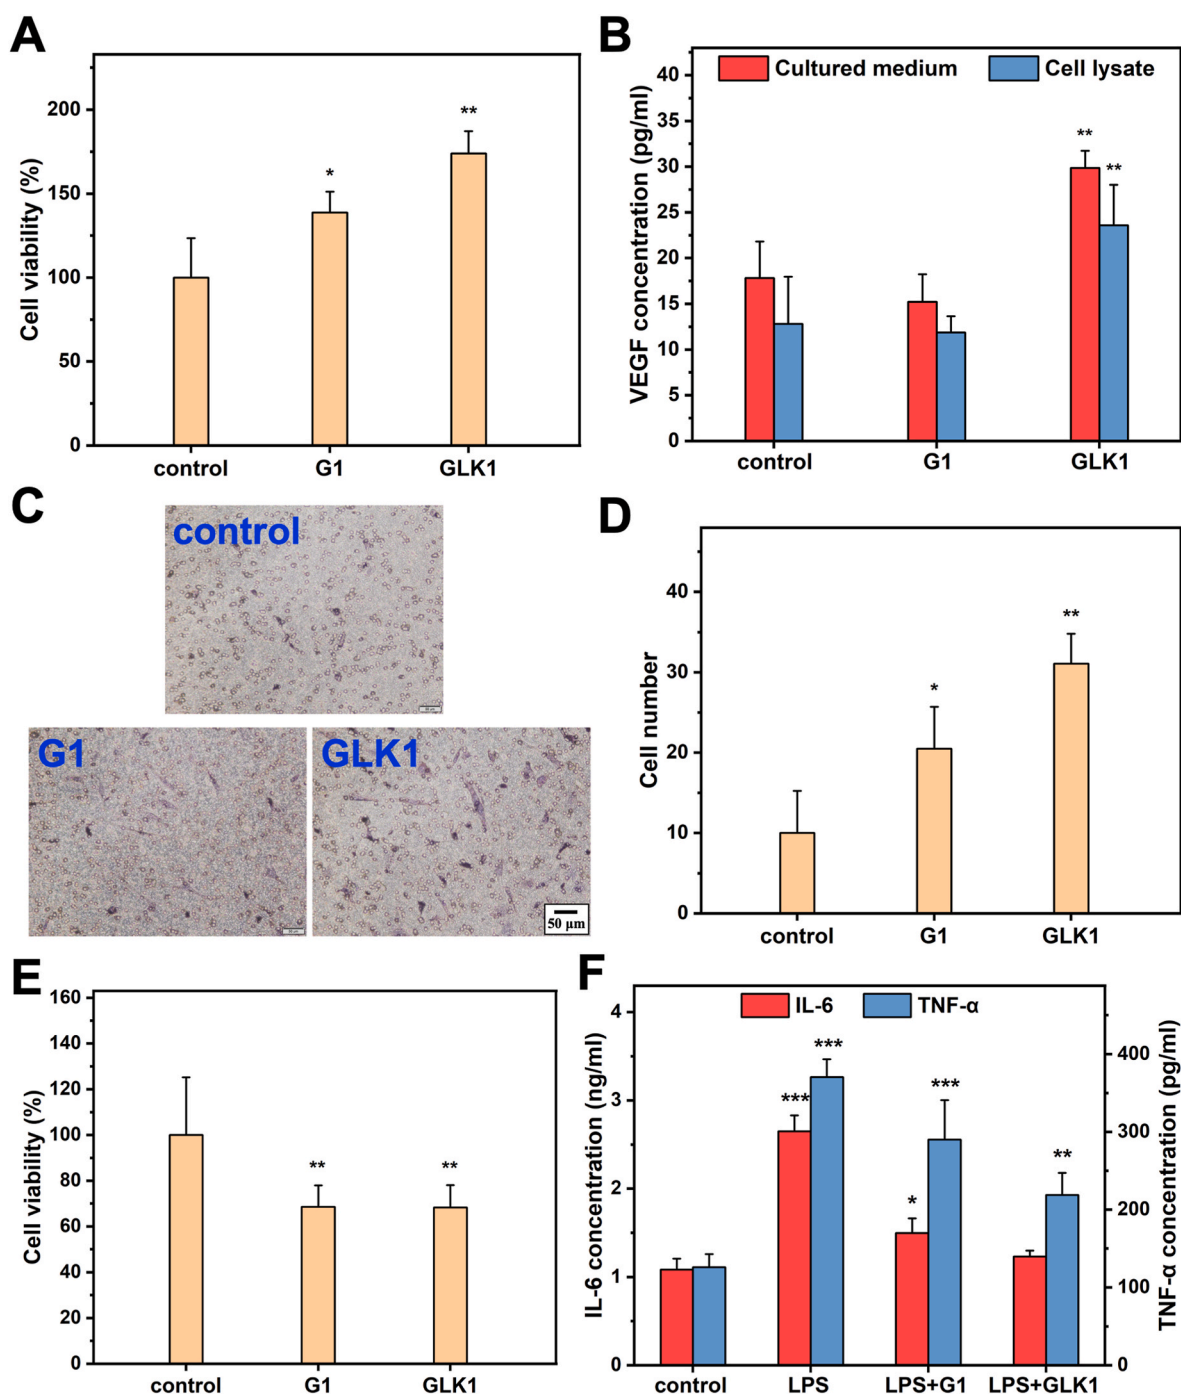 A
Cell viability (%)
200
150
100
50
0
*
**
control G1 GLK1
B
VEGF concentration (pg/ml)
Cultured medium Cell lysate
40
35
30
25
20
15
10
5
0
**
**
control G1 GLK1
C
control
G1
GLK1
50 μm
D
Cell number
40
30
20
10
0
*
**
control G1 GLK1
E
Cell viability (%)
160
140
120
100
80
60
40
20
0
**
**
control G1 GLK1
F
IL-6 concentration (ng/ml)
IL-6 TNF-α
4
3
2
1
0
***
***
*
***
**
400
300
200
100
0
TNF-α concentration (pg/ml)
control LPS LPS+G1 LPS+GLK1